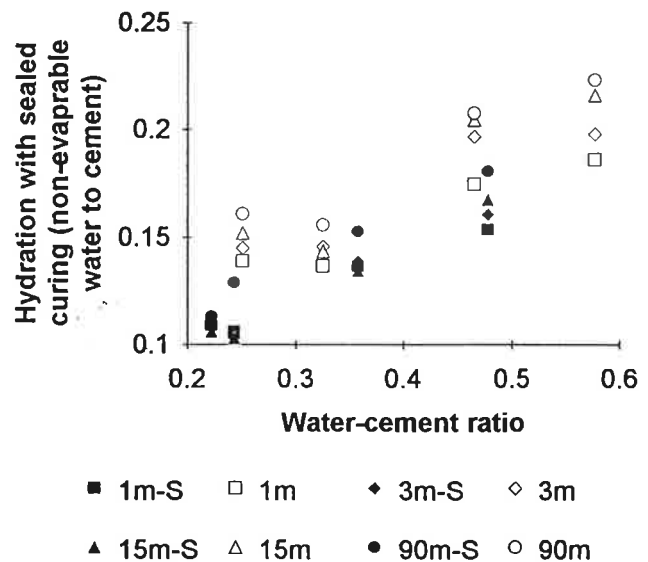 Hydration with sealed
curing (non-evaprable
water to cement)
0.25
0.2
0.15
0.1
0.2 0.3 0.4 0.5 0.6
Water-cement ratio
1m-S 1m 3m-S 3m
15m-S 15m 90m-S 90m